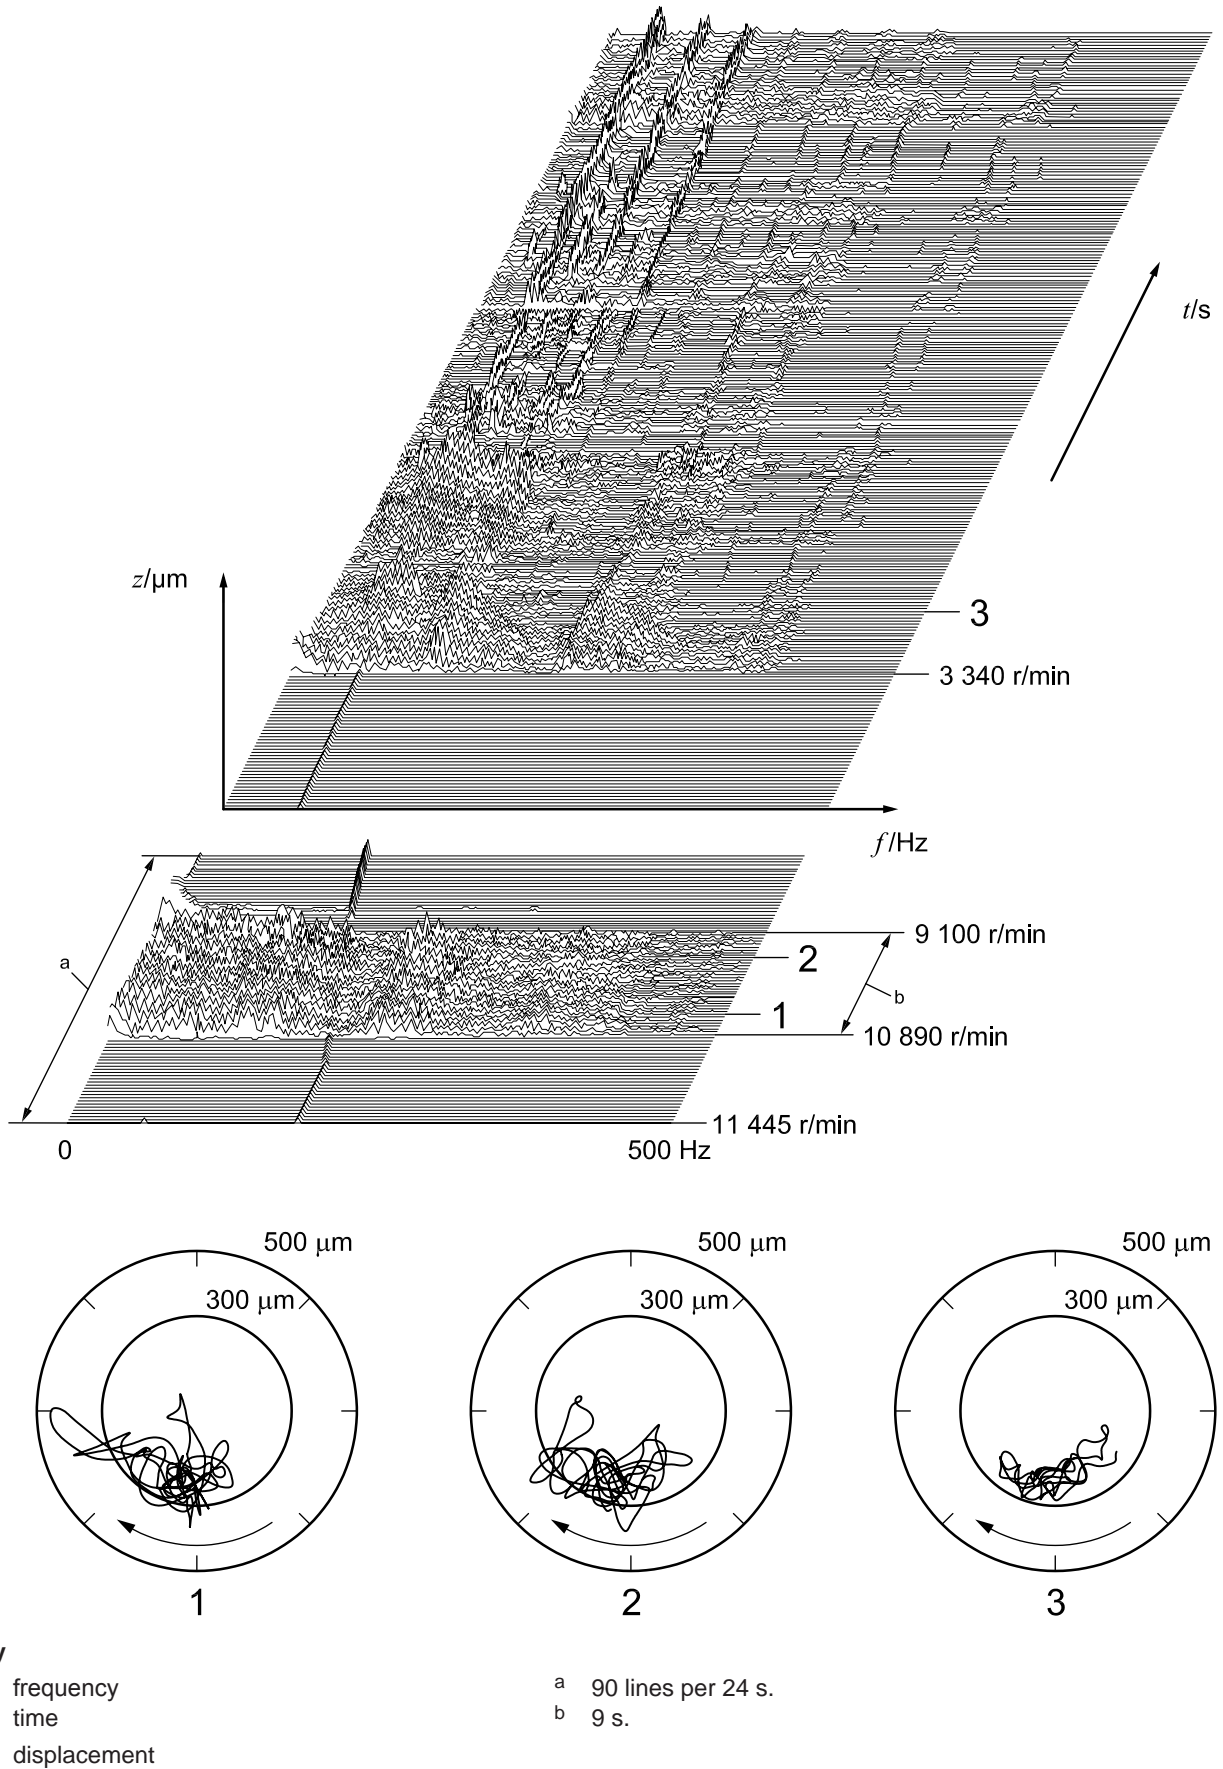 t/s
z/µm
3
3 340 r/min
f/Hz
9 100 r/min
a
2
b
1
10 890 r/min
11 445 r/min
0
500 Hz
500 µm
500 µm
500 µm
300 µm
300 µm
300 µm
1
2
3
frequency
a 90 lines per 24 s.
time
b 9 s.
displacement